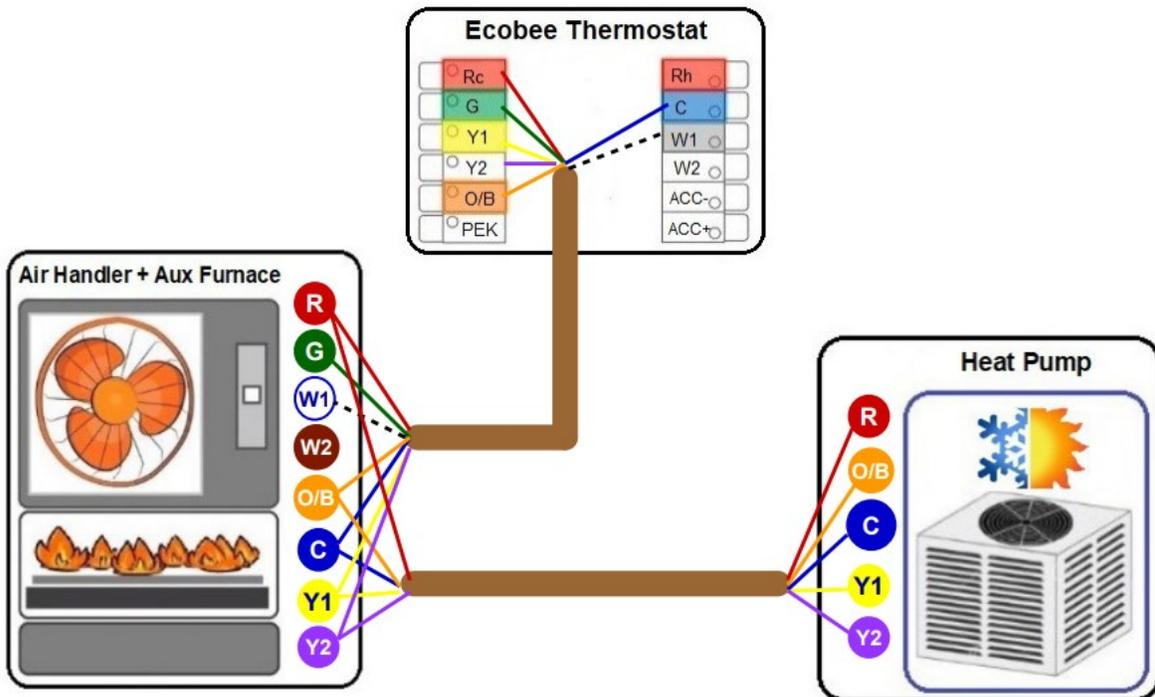 Ecobee Thermostat
Rc
G
Y1
Y2
O/B
PEK
Rh
C
W1
W2
ACC-
ACC+
Air Handler + Aux Furnace
R
G
W1
W2
O/B
C
Y1
Y2
Heat Pump
R
O/B
C
Y1
Y2